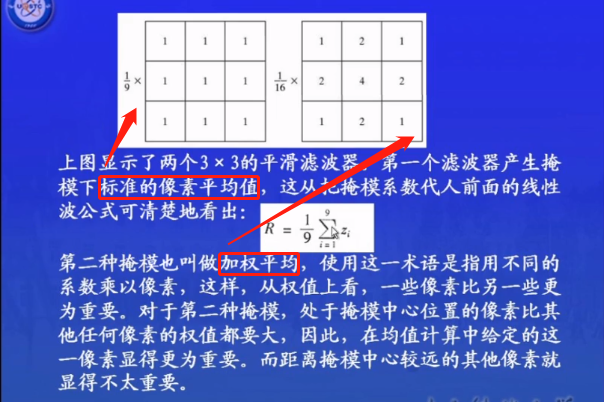 1 1 1 1 2 1
1/9 × 1 1 1 1/16 × 2 4 2
1 1 1 1 2 1
上图显示了两个3×3的平滑滤波器。第一个滤波器产生掩
模下标准的像素平均值，这从把掩模系数代人前面的线性
波公式可清楚地看出：
R = 1/9 ∑ i=1 9 zi
第二种掩模也叫做加权平均，使用这一术语是指用不同的
系数乘以像素，这样，从权值上看，一些像素比另一些更
为重要。对于第二种掩模，处于掩模中心位置的像素比其
他任何像素的权值都要大，因此，在均值计算中给定的这
一像素显得更为重要。而距离掩模中心较远的其他像素就
显得不太重要。